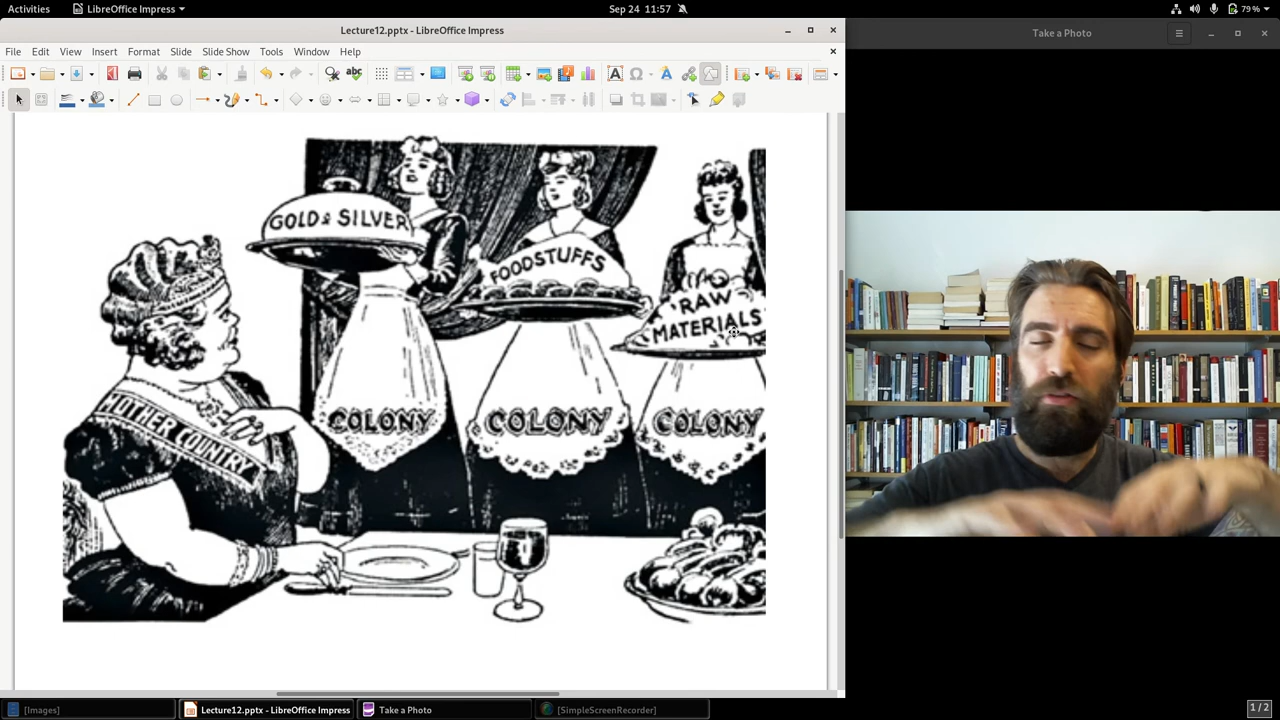 Activities
LibreOffice Impress
Sep 24 11:57
79 %
Lecture12.pptx - LibreOffice Impress
Take a Photo
File Edit View Insert Format Slide Slide Show Tools Window Help
GOLD & SILVER
FOODSTUFFS
RAW
MATERIALS
MOTHER COUNTRY
COLONY
COLONY
COLONY
[Images]
Lecture12.pptx - LibreOffice Impress
Take a Photo
[SimpleScreenRecorder]
1 / 2